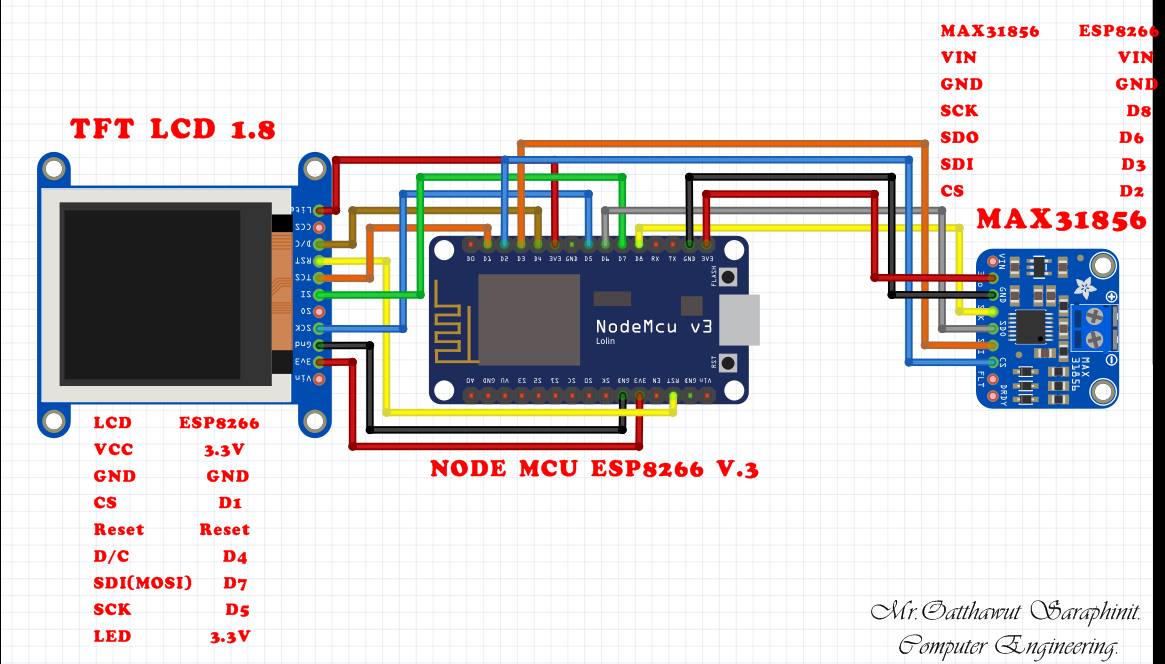 MAX31856 ESP8266
VIN VIN
GND GND
SCK D8
SDO D6
SDI D3
CS D2
MAX31856
TFT LCD 1.8
Lite
CCS
D/C
RST
TCS
SI
SO
SCK
Gnd
3v3
Vin
D0 D1 D2 D3 D4 3V3 GND D5 D6 D7 D8 RX TX GND 3V3
FLASH
NodeMcu v3
Lolin
RST
A0 GND VU S3 S2 S1 SC S0 SK GND 3V3 EN RST GND Vin
VIN
GND
SDO
CS
FLT
DRDY
MAX
31856
NODE MCU ESP8266 V.3
LCD ESP8266
VCC 3.3V
GND GND
CS D1
Reset Reset
D/C D4
SDI(MOSI) D7
SCK D5
LED 3.3V
Mr.Oatthawut Saraphinit.
Computer Engineering.